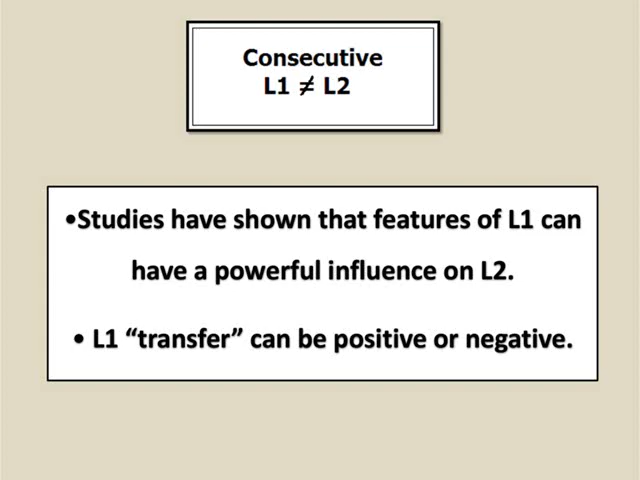 Consecutive
L1 ≠ L2
•Studies have shown that features of L1 can
have a powerful influence on L2.
• L1 “transfer” can be positive or negative.